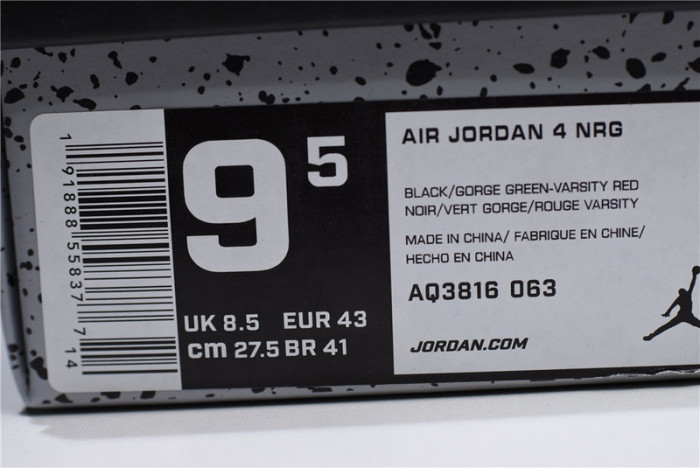 1 91888 55837 7 14
9 5
UK 8.5 EUR 43
cm 27.5 BR 41
AIR JORDAN 4 NRG
BLACK/GORGE GREEN-VARSITY RED
NOIR/VERT GORGE/ROUGE VARSITY
MADE IN CHINA/ FABRIQUE EN CHINE/
HECHO EN CHINA
AQ3816 063
JORDAN.COM